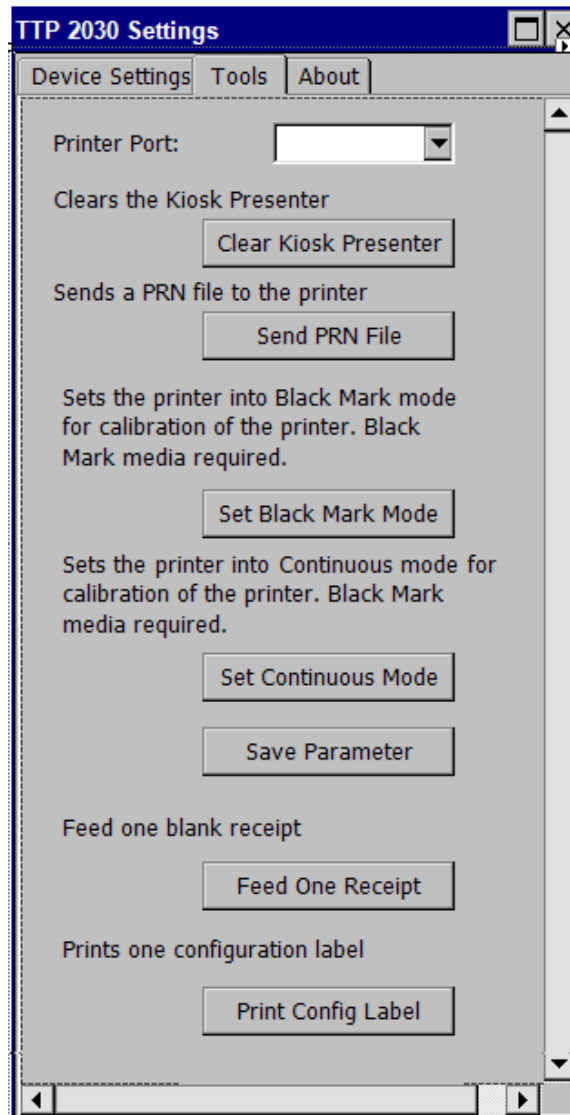 TTP 2030 Settings
Device Settings Tools About
Printer Port:
Clears the Kiosk Presenter
Clear Kiosk Presenter
Sends a PRN file to the printer
Send PRN File
Sets the printer into Black Mark mode
for calibration of the printer. Black
Mark media required.
Set Black Mark Mode
Sets the printer into Continuous mode for
calibration of the printer. Black Mark
media required.
Set Continuous Mode
Save Parameter
Feed one blank receipt
Feed One Receipt
Prints one configuration label
Print Config Label